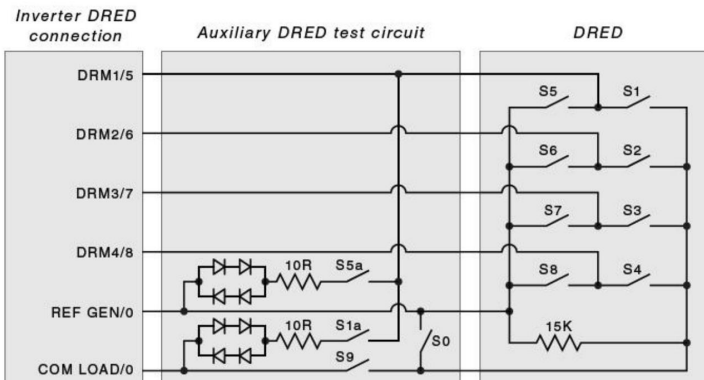 Inverter DRED
connection
Auxiliary DRED test circuit
DRED
DRM1/5
S5 S1
DRM2/6
S6 S2
DRM3/7
S7 S3
DRM4/8
10R S5a
S8 S4
REF GEN/0
10R S1a
S0
15K
S9
COM LOAD/0